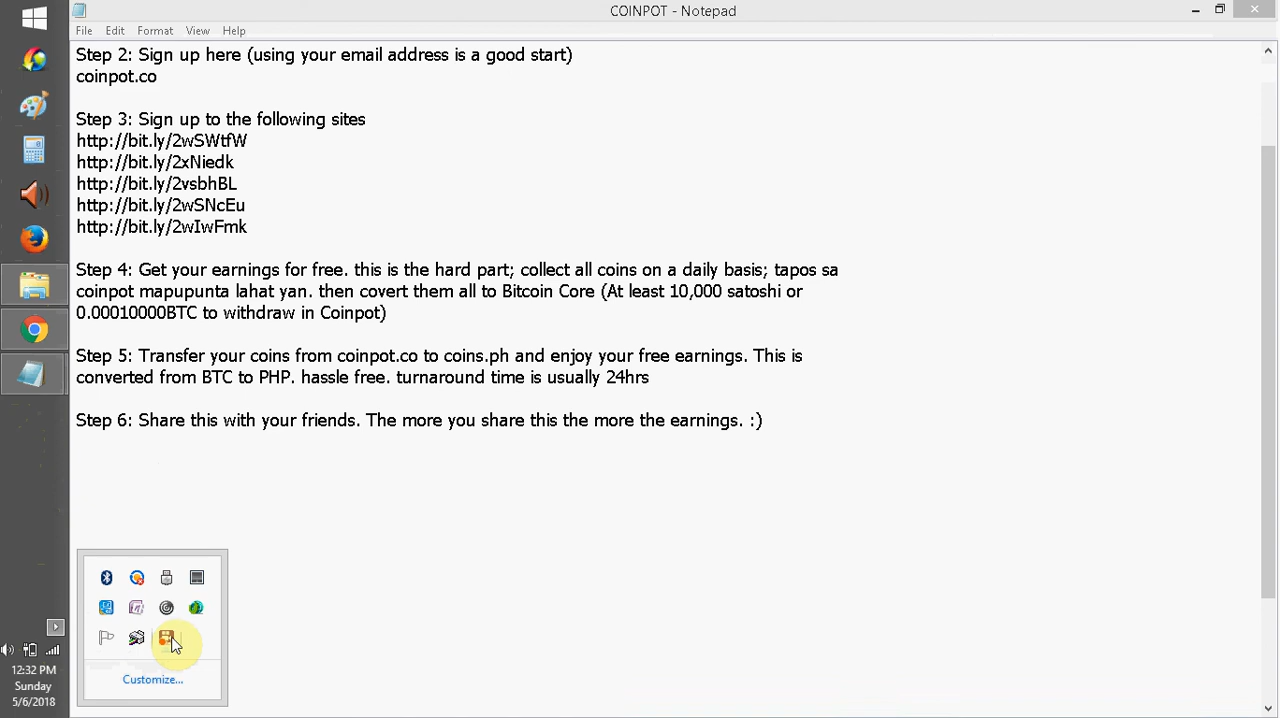 COINPOT - Notepad
File Edit Format View Help
Step 2: Sign up here (using your email address is a good start)
coinpot.co
Step 3: Sign up to the following sites
http://bit.ly/2wSWtfW
http://bit.ly/2xNiedk
http://bit.ly/2vsbhBL
http://bit.ly/2wSNcEu
http://bit.ly/2wIwFmk
Step 4: Get your earnings for free. this is the hard part; collect all coins on a daily basis; tapos sa
coinpot mapupunta lahat yan. then covert them all to Bitcoin Core (At least 10,000 satoshi or
0.00010000BTC to withdraw in Coinpot)
Step 5: Transfer your coins from coinpot.co to coins.ph and enjoy your free earnings. This is
converted from BTC to PHP. hassle free. turnaround time is usually 24hrs
Step 6: Share this with your friends. The more you share this the more the earnings. :)
Customize...
12:32 PM
Sunday
5/6/2018